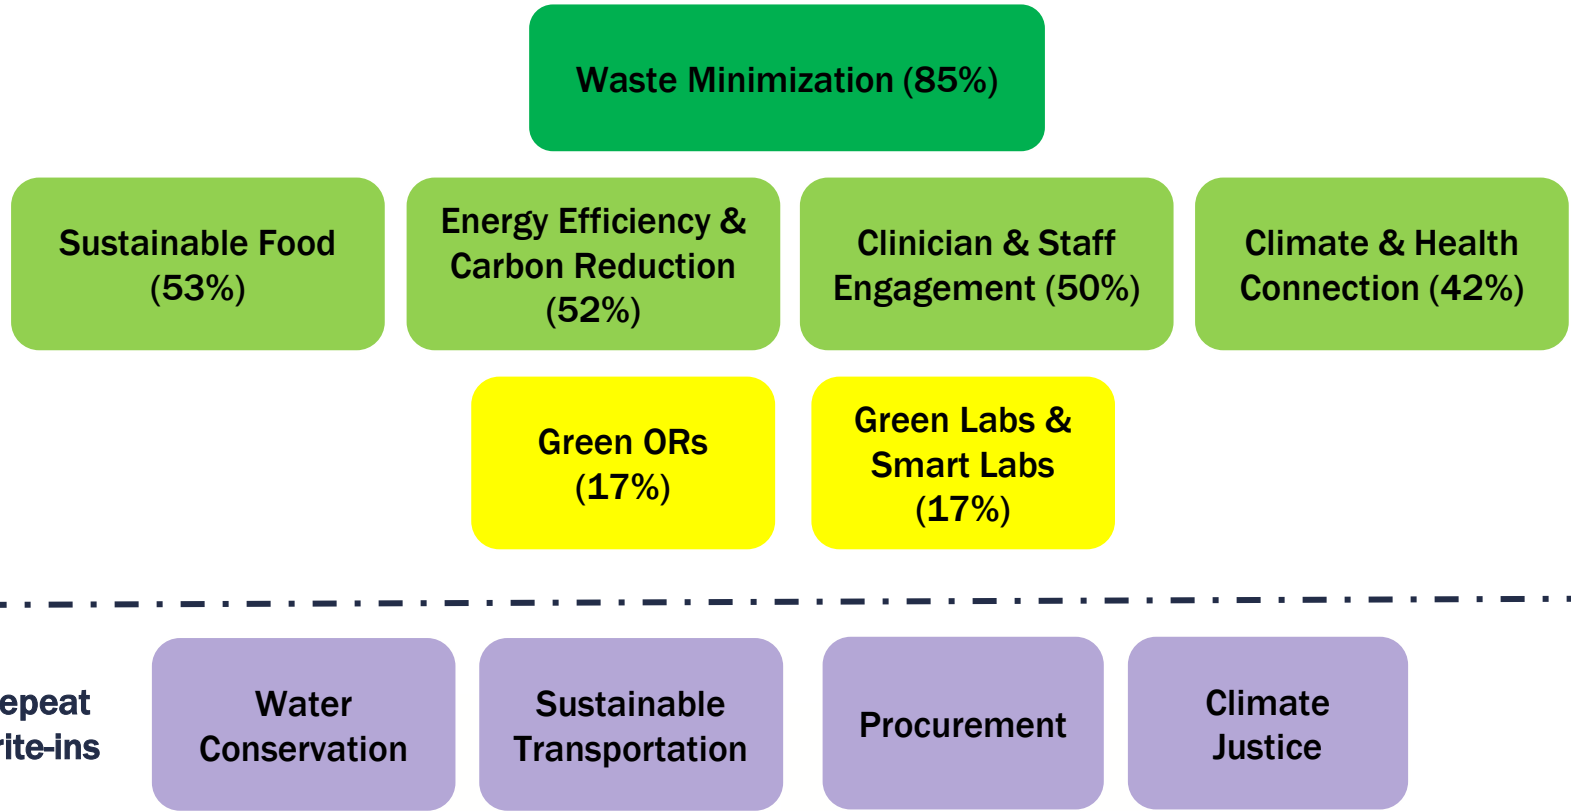 Waste Minimization (85%)
Sustainable Food
(53%)
Energy Efficiency &
Carbon Reduction
(52%)
Clinician & Staff
Engagement (50%)
Climate & Health
Connection (42%)
Green ORs
(17%)
Green Labs &
Smart Labs
(17%)
epeat
rite-ins
Water
Conservation
Sustainable
Transportation
Procurement
Climate
Justice